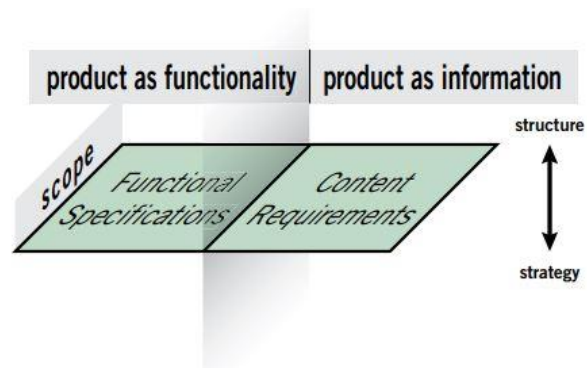 product as functionality
product as information
structure
scope
Functional
Specifications
Content
Requirements
strategy